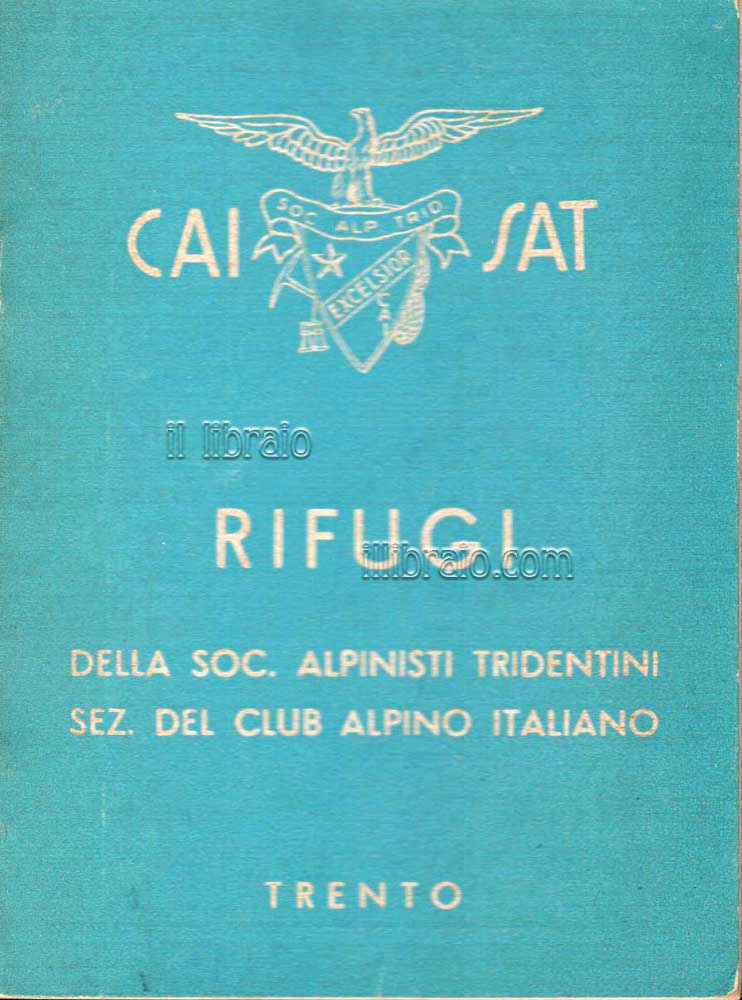 CAI SAT
SOC. ALP. TRID.
EXCELSIOR
CAI
il libraio
RIFUGI
illibraio.com
DELLA SOC. ALPINISTI TRIDENTINI
SEZ. DEL CLUB ALPINO ITALIANO
TRENTO